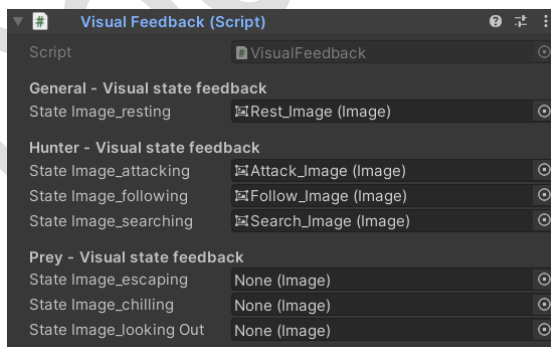 # Visual Feedback (Script)
Script VisualFeedback
General - Visual state feedback
State Image_resting Rest_Image (Image)
Hunter - Visual state feedback
State Image_attacking Attack_Image (Image)
State Image_following Follow_Image (Image)
State Image_searching Search_Image (Image)
Prey - Visual state feedback
State Image_escaping None (Image)
State Image_chilling None (Image)
State Image_looking Out None (Image)